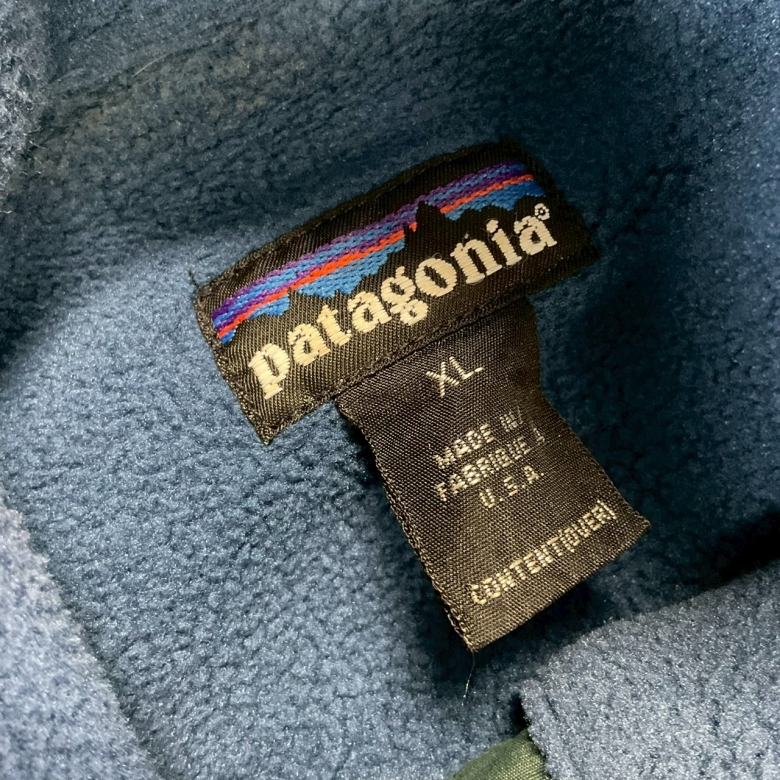 patagonia®
XL
MADE IN/
FABRIQUE À
U.S.A.
CONTENT(OVER)